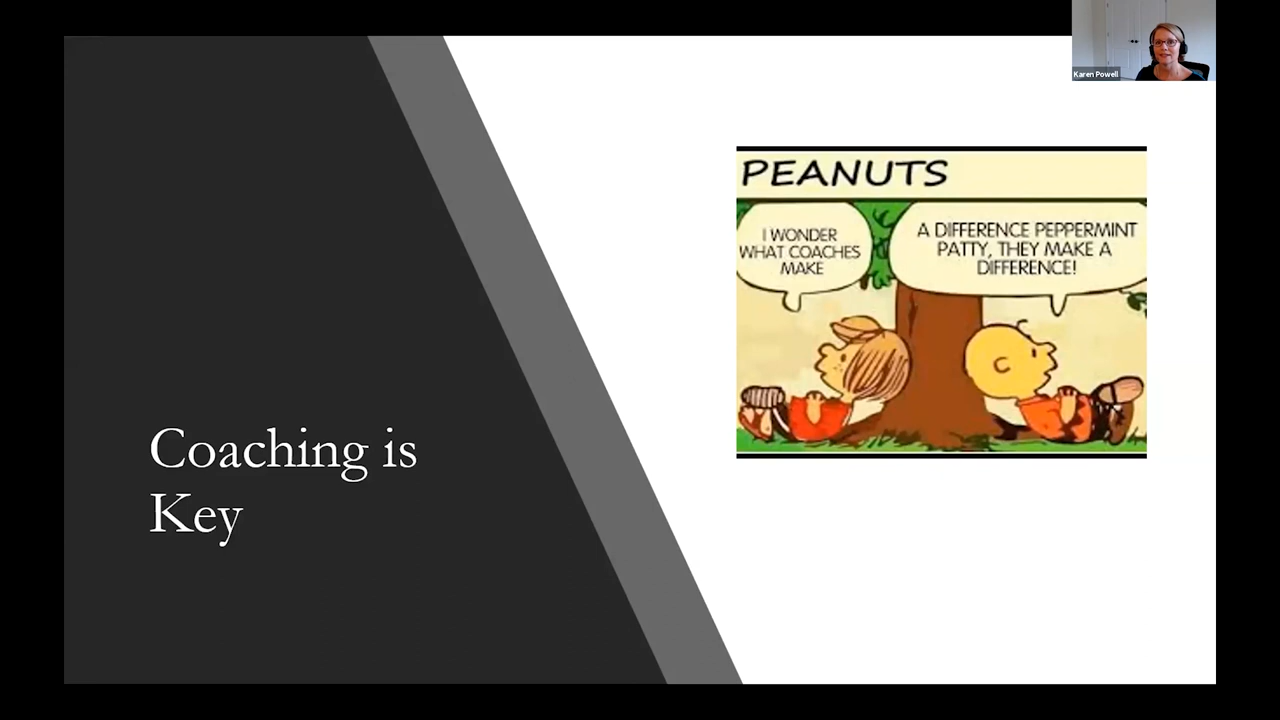 Karen Powell
PEANUTS
I WONDER
WHAT COACHES
MAKE
A DIFFERENCE PEPPERMINT
PATTY, THEY MAKE A
DIFFERENCE!
Coaching is
Key